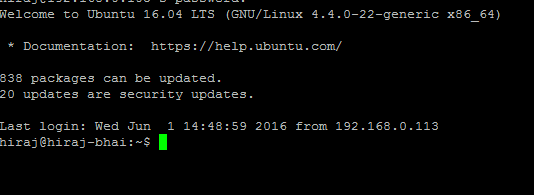 password:
Welcome to Ubuntu 16.04 LTS (GNU/Linux 4.4.0-22-generic x86_64)
* Documentation:  https://help.ubuntu.com/
838 packages can be updated.
20 updates are security updates.
Last login: Wed Jun  1 14:48:59 2016 from 192.168.0.113
hiraj@hiraj-bhai:~$